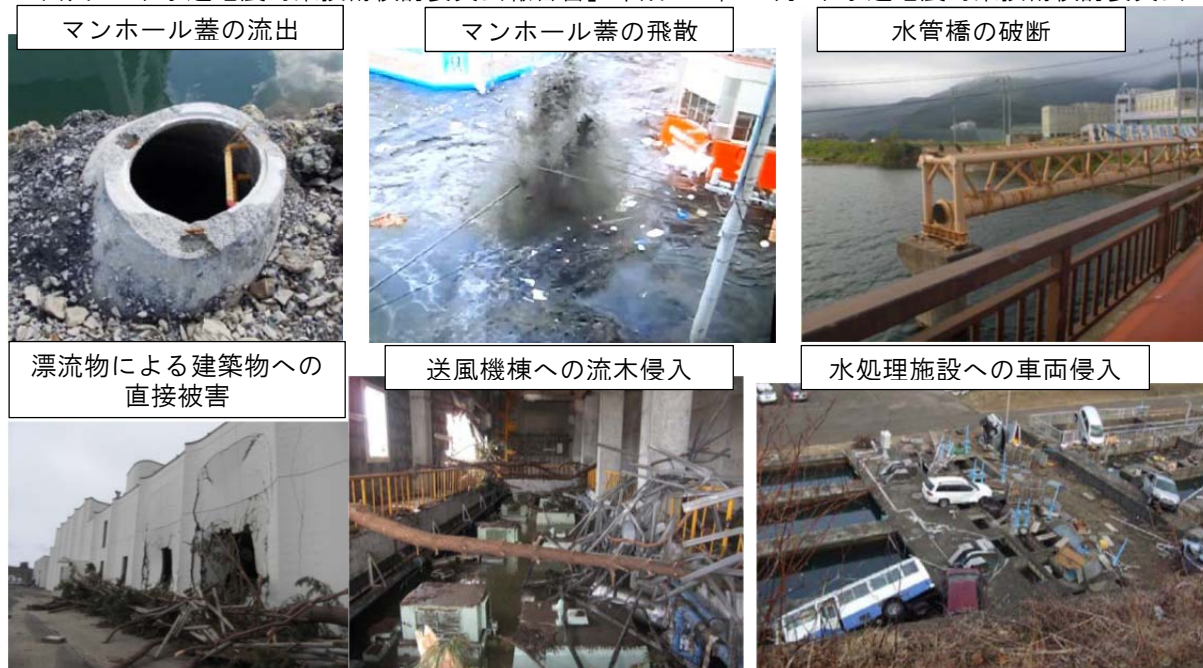 マンホール蓋の流出
マンホール蓋の飛散
水管橋の破断
漂流物による建築物への
直接被害
送風機棟への流木侵入
水処理施設への車両侵入